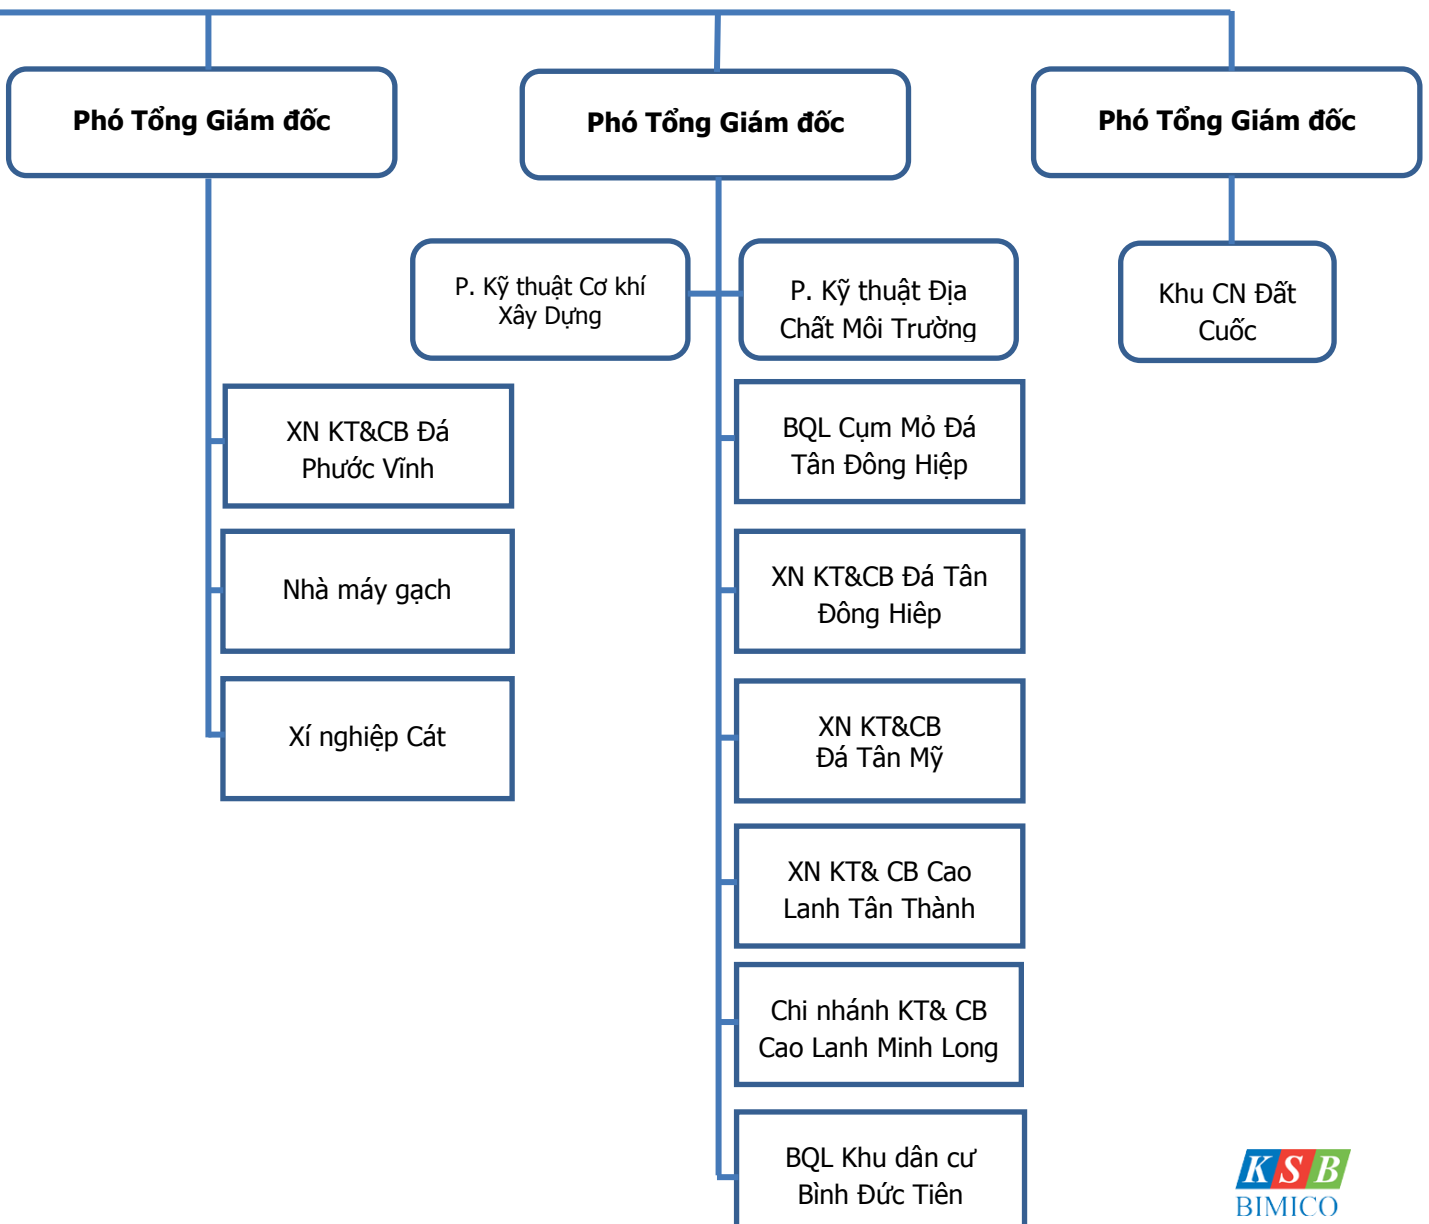 Phó Tổng Giám đốc
Phó Tổng Giám đốc
Phó Tổng Giám đốc
P. Kỹ thuật Cơ khí
Xây Dựng
P. Kỹ thuật Địa
Chất Môi Trường
Khu CN Đất
Cuốc
XN KT&CB Đá
Phước Vĩnh
Nhà máy gạch
Xí nghiệp Cát
BQL Cụm Mỏ Đá
Tân Đông Hiệp
XN KT&CB Đá Tân
Đông Hiêp
XN KT&CB
Đá Tân Mỹ
XN KT& CB Cao
Lanh Tân Thành
Chi nhánh KT& CB
Cao Lanh Minh Long
BQL Khu dân cư
Bình Đức Tiên
KSB
BIMICO